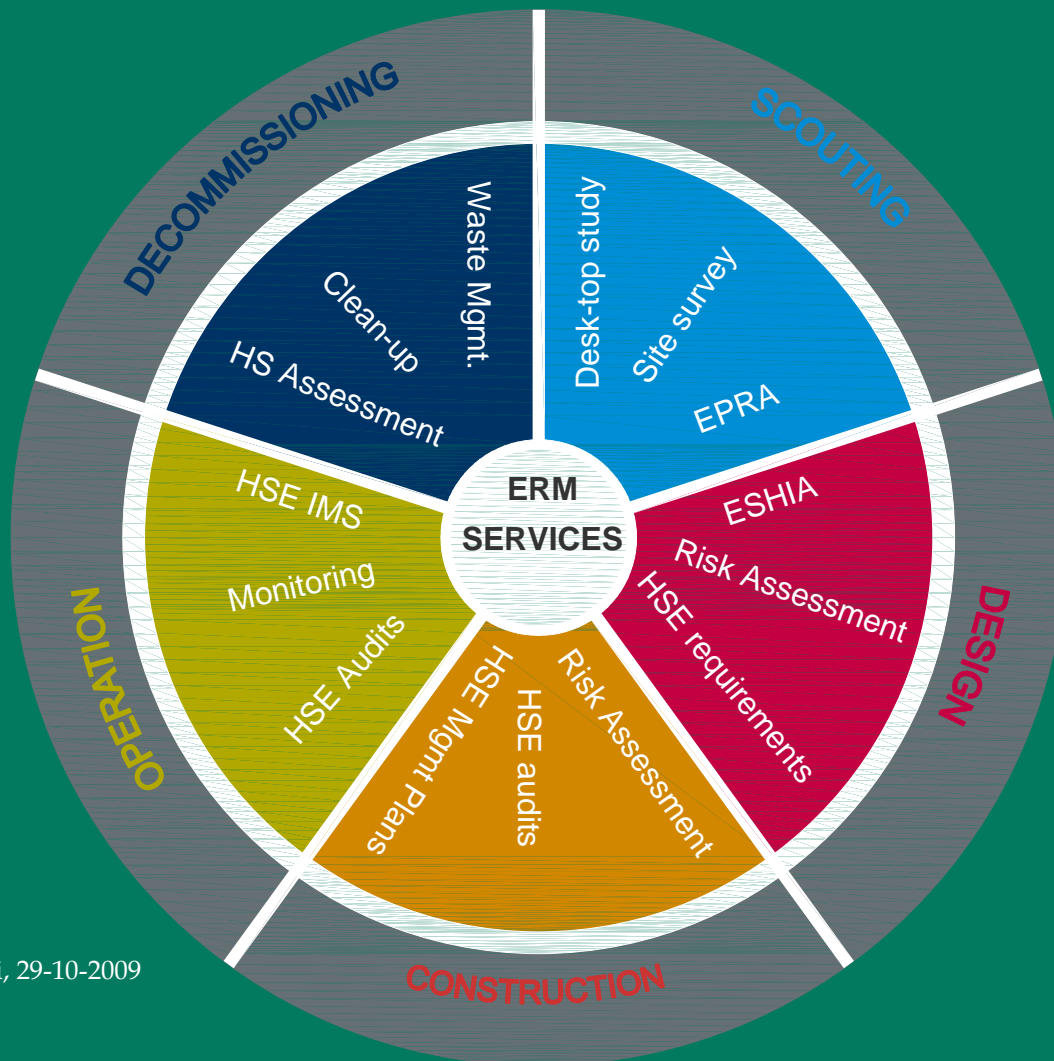 ERM
SERVICES
SCOUTING
Desk-top study
Site survey
EPRA
DESIGN
ESHIA
Risk Assessment
HSE requirements
CONSTRUCTION
Risk Assessment
HSE audits
HSE Mgmt Plans
OPERATION
HSE Audits
Monitoring
HSE IMS
DECOMMISSIONING
HS Assessment
Clean-up
Waste Mgmt.
29-10-2009